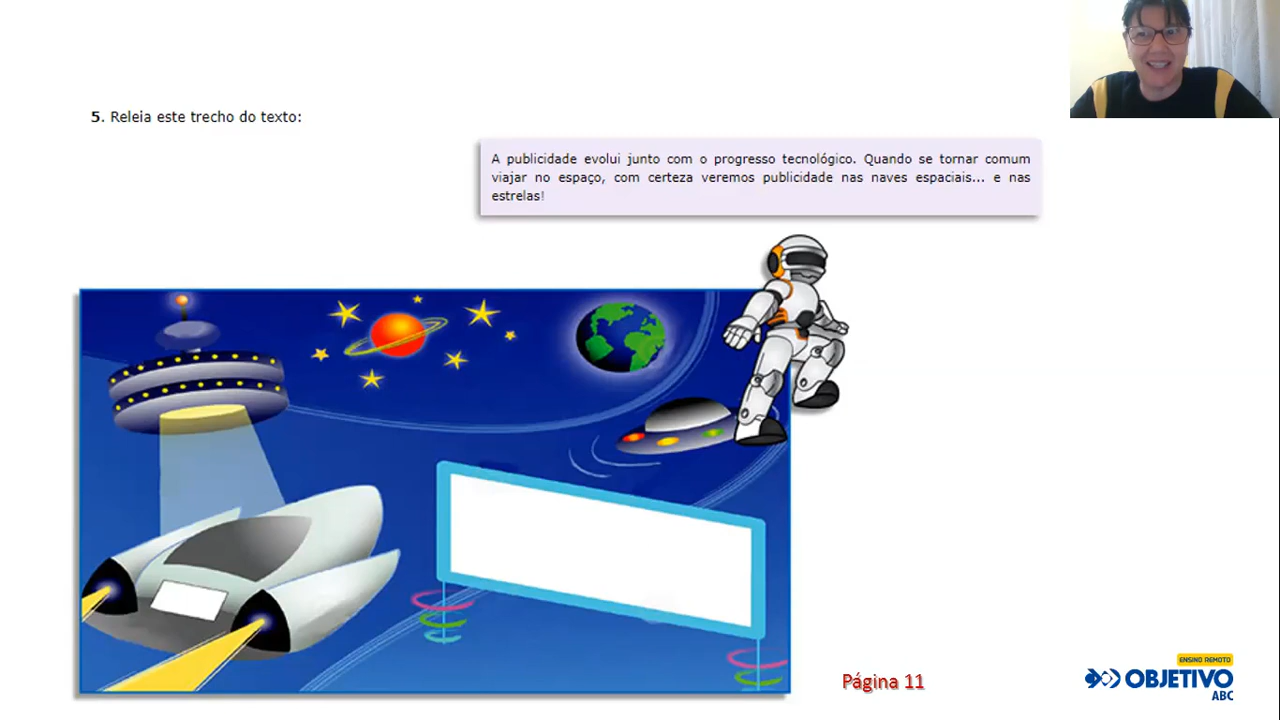 5. Releia este trecho do texto:
A publicidade evolui junto com o progresso tecnológico. Quando se tornar comum
viajar no espaço, com certeza veremos publicidade nas naves espaciais... e nas
estrelas!
Página 11
ENSINO REMOTO
OBJETIVO
ABC